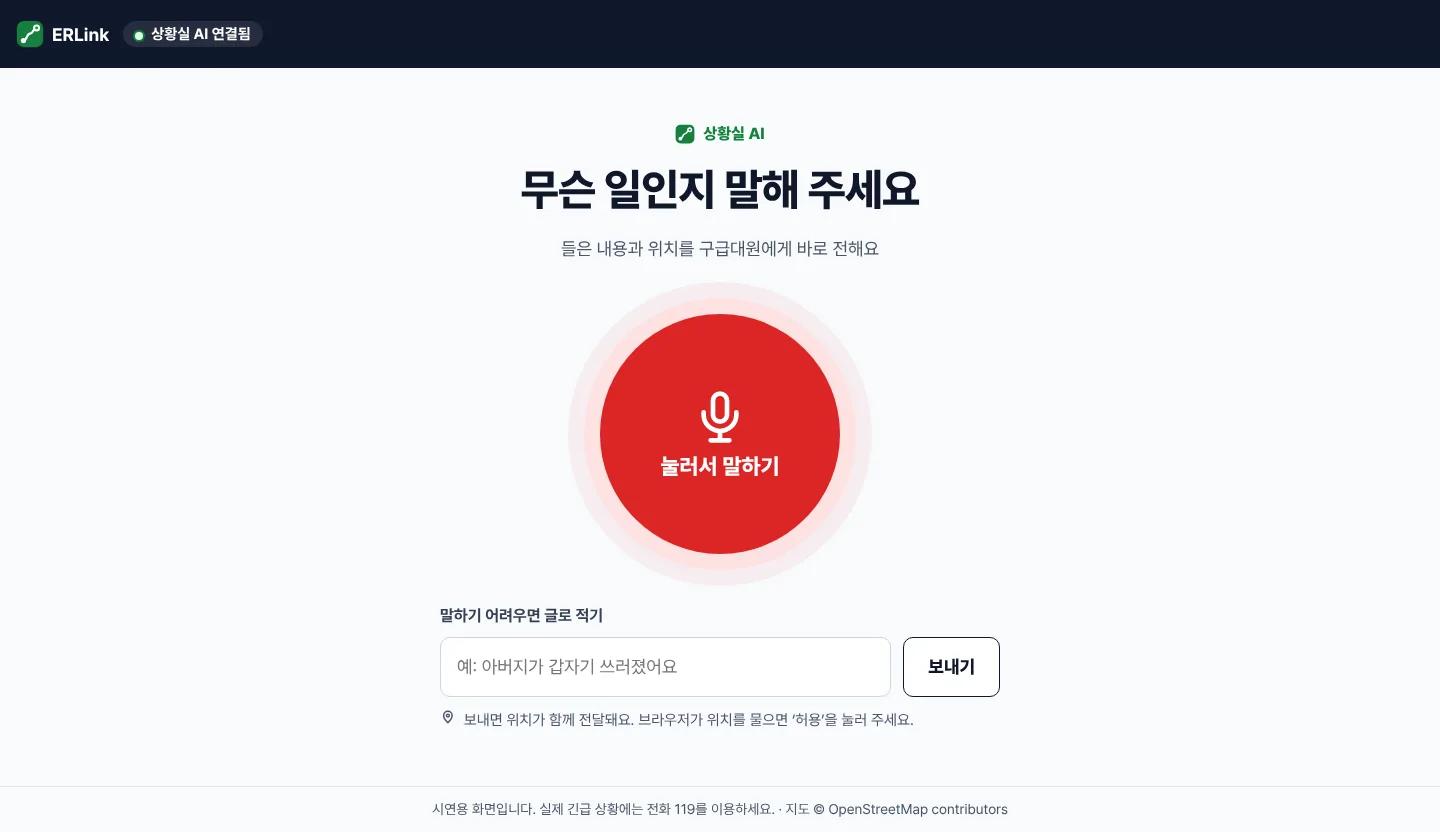 ERLink
상황실 AI 연결됨
상황실 AI
무슨 일인지 말해 주세요
들은 내용과 위치를 구급대원에게 바로 전해요
눌러서 말하기
말하기 어려우면 글로 적기
예: 아버지가 갑자기 쓰러졌어요
보내기
보내면 위치가 함께 전달돼요. 브라우저가 위치를 물으면 ‘허용’을 눌러 주세요.
시연용 화면입니다. 실제 긴급 상황에는 전화 119를 이용하세요. · 지도 © OpenStreetMap contributors